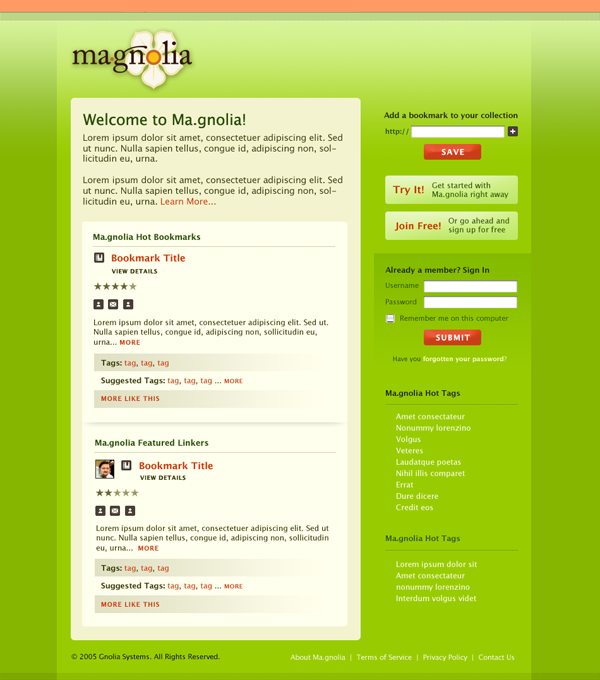 magnolia
Welcome to Ma.gnolia!
Lorem ipsum dolor sit amet, consectetuer adipiscing elit. Sed
ut nunc. Nulla sapien tellus, congue id, adipiscing non, sol-
licitudin eu, urna.
Lorem ipsum dolor sit amet, consectetuer adipiscing elit. Sed
ut nunc. Nulla sapien tellus, congue id, adipiscing non, sol-
licitudin eu, urna. Learn More...
Ma.gnolia Hot Bookmarks
Bookmark Title
VIEW DETAILS
Lorem ipsum dolor sit amet, consectetuer adipiscing elit. Sed ut.
Nulla sapien tellus, congue id, adipiscing non, sollicitudin eu,
urna... MORE
Tags: tag, tag, tag
Suggested Tags: tag, tag, tag ... MORE
MORE LIKE THIS
Ma.gnolia Featured Linkers
Bookmark Title
VIEW DETAILS
Lorem ipsum dolor sit amet, consectetuer adipiscing elit. Sed ut
nunc. Nulla sapien tellus, congue id, adipiscing non, sollicitudin
eu, urna... MORE
Tags: tag, tag, tag
Suggested Tags: tag, tag, tag ... MORE
MORE LIKE THIS
Add a bookmark to your collection
http://
SAVE
Try It! Get started with
Ma.gnolia right away
Join Free! Or go ahead and
sign up for free
Already a member? Sign In
Username
Password
Remember me on this computer
SUBMIT
Have you forgotten your password?
Ma.gnolia Hot Tags
Amet consectateur
Nonummy lorenzino
Volgus
Veteres
Laudatque poetas
Nihil illis comparet
Errat
Dure dicere
Credit eos
Ma.gnolia Hot Tags
Lorem ipsum dolor sit
Amet consectateur
nonummy lorenzino
Interdum volgus videt
© 2005 Gnolia Systems. All Rights Reserved.
About Ma.gnolia | Terms of Service | Privacy Policy | Contact Us